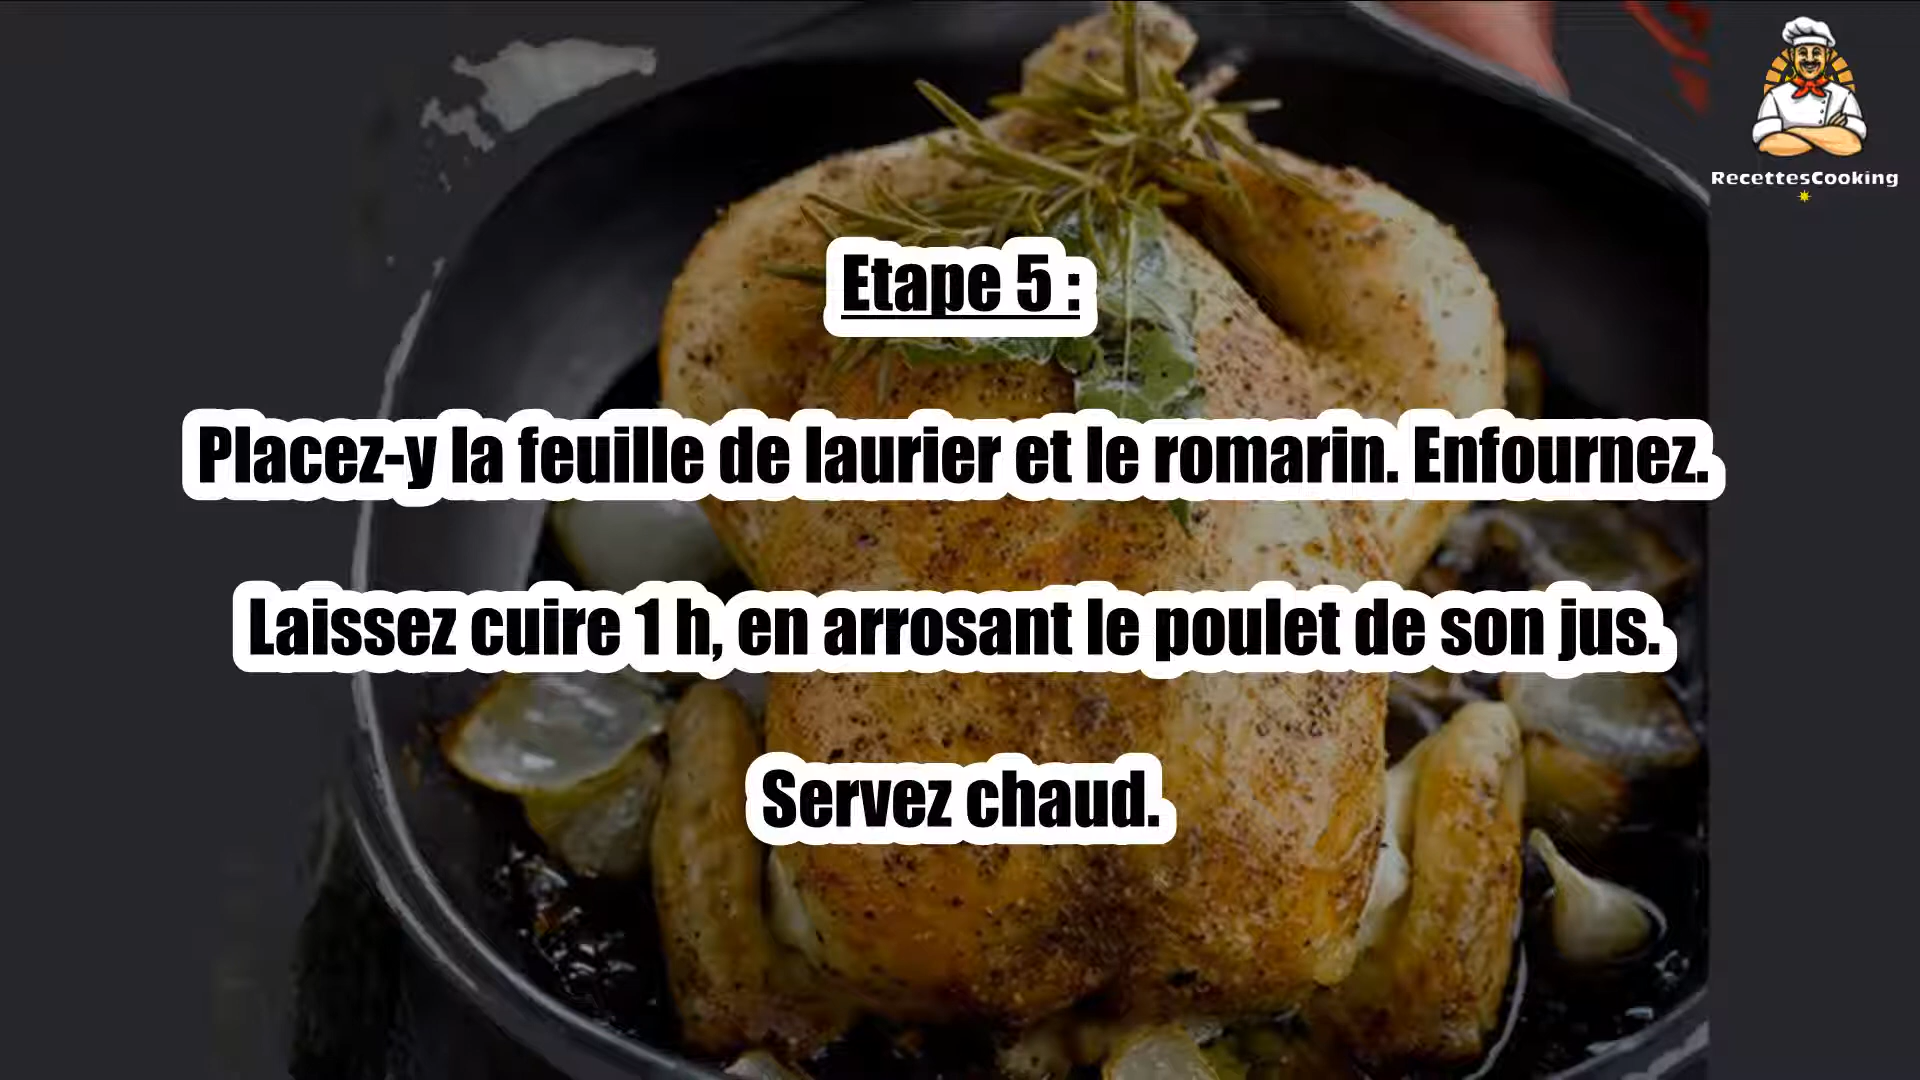 RecettesCooking
Etape 5 :
Placez-y la feuille de laurier et le romarin. Enfournez.
Laissez cuire 1 h, en arrosant le poulet de son jus.
Servez chaud.